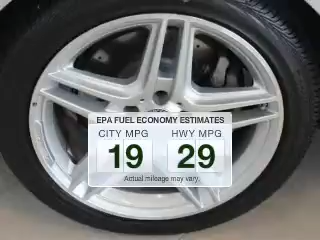 EPA FUEL ECONOMY ESTIMATES
CITY MPG HWY MPG
19 29
Actual mileage may vary.